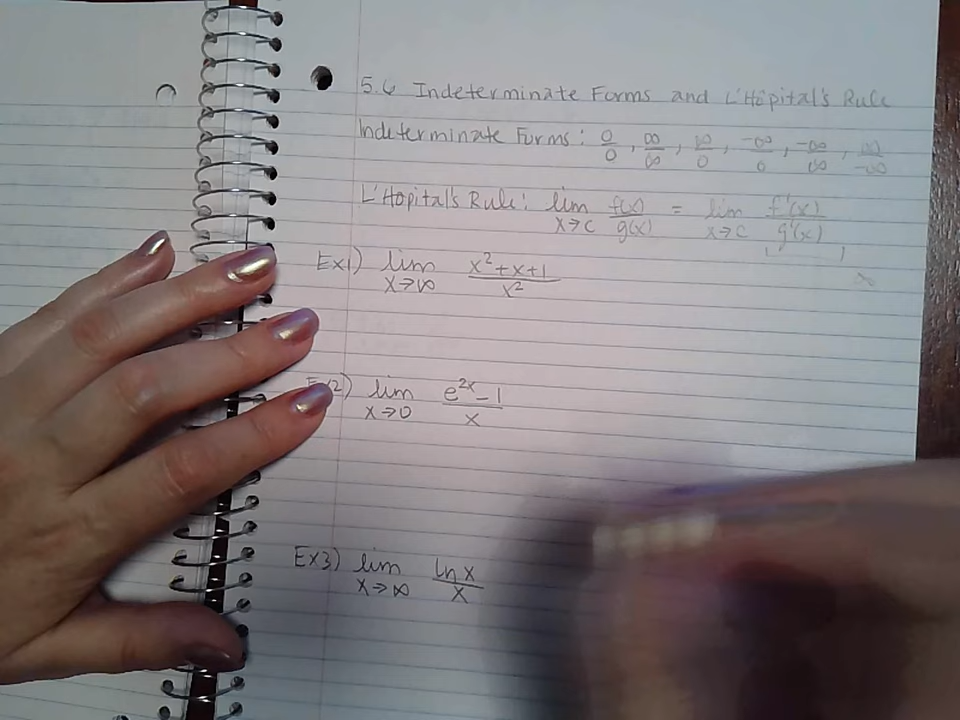 5.6 Indeterminate Forms and L'Hôpital's Rule
Indeterminate Forms: 0/0, ∞/∞, ∞/0, -∞/0, -∞/∞, ∞/-∞
L'Hôpital's Rule: lim x→c f(x)/g(x) = lim x→c f'(x)/g'(x)
Ex1) lim x→∞ x²+x+1/x²
Ex2) lim x→0 e^2x-1/x
Ex3) lim x→∞ ln x/x